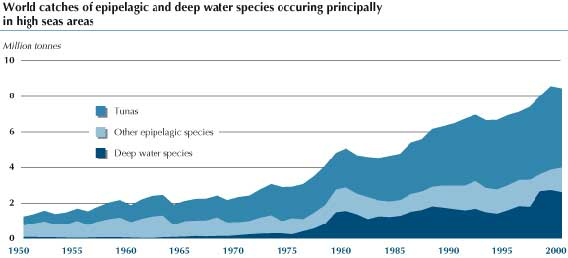 World catches of epipelagic and deep water species occuring principally
in high seas areas
Million tonnes
10
8
6
4
2
0
Tunas
Other epipelagic species
Deep water species
1950 1955 1960 1965 1970 1975 1980 1985 1990 1995 2000